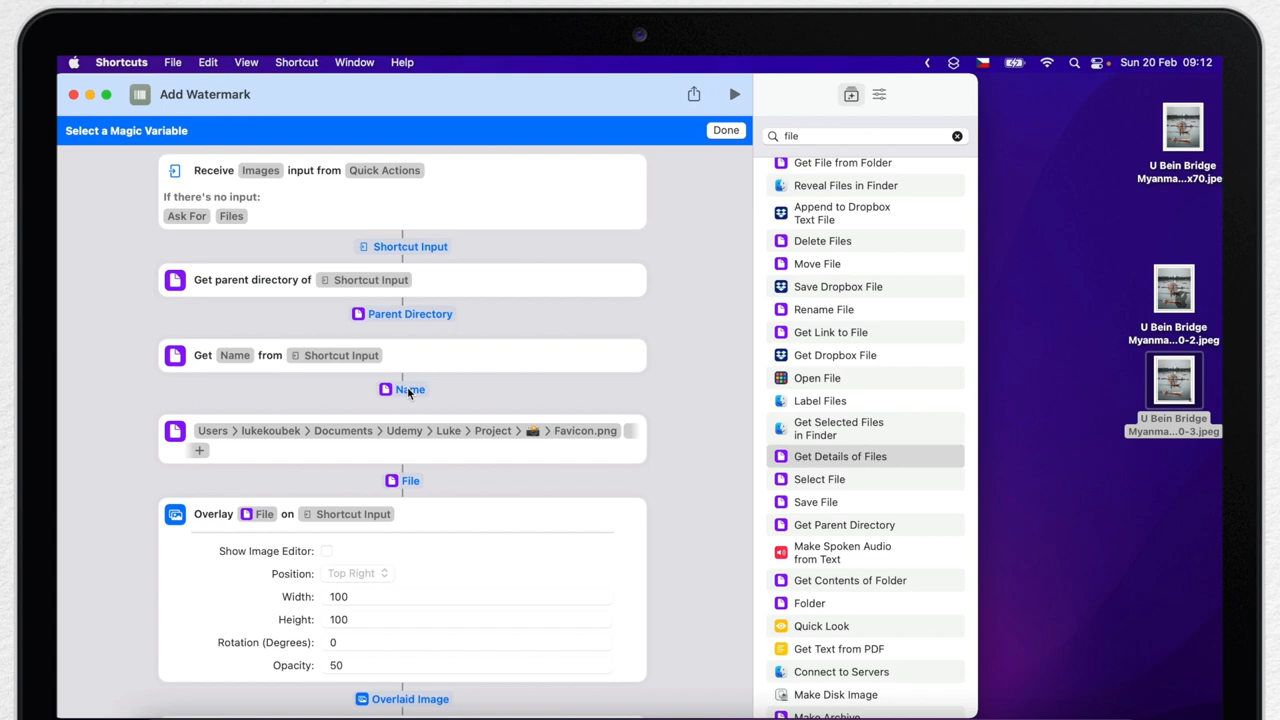 Shortcuts File Edit View Shortcut Window Help
Sun 20 Feb 09:12
Add Watermark
Select a Magic Variable
Done
Receive Images input from Quick Actions
If there's no input:
Ask For Files
Shortcut Input
Get parent directory of Shortcut Input
Parent Directory
Get Name from Shortcut Input
Name
Users > lukekoubek > Documents > Udemy > Luke > Project > 📸 > Favicon.png
+
File
Overlay File on Shortcut Input
Show Image Editor:
Position: Top Right
Width: 100
Height: 100
Rotation (Degrees): 0
Opacity: 50
Overlaid Image
file
Get File from Folder
Reveal Files in Finder
Append to Dropbox
Text File
Delete Files
Move File
Save Dropbox File
Rename File
Get Link to File
Get Dropbox File
Open File
Label Files
Get Selected Files
in Finder
Get Details of Files
Select File
Save File
Get Parent Directory
Make Spoken Audio
from Text
Get Contents of Folder
Folder
Quick Look
Get Text from PDF
Connect to Servers
Make Disk Image
Make Archive
U Bein Bridge
Myanma...x70.jpe
U Bein Bridge
Myanma...0-2.jpeg
U Bein Bridge
Myanma...0-3.jpeg